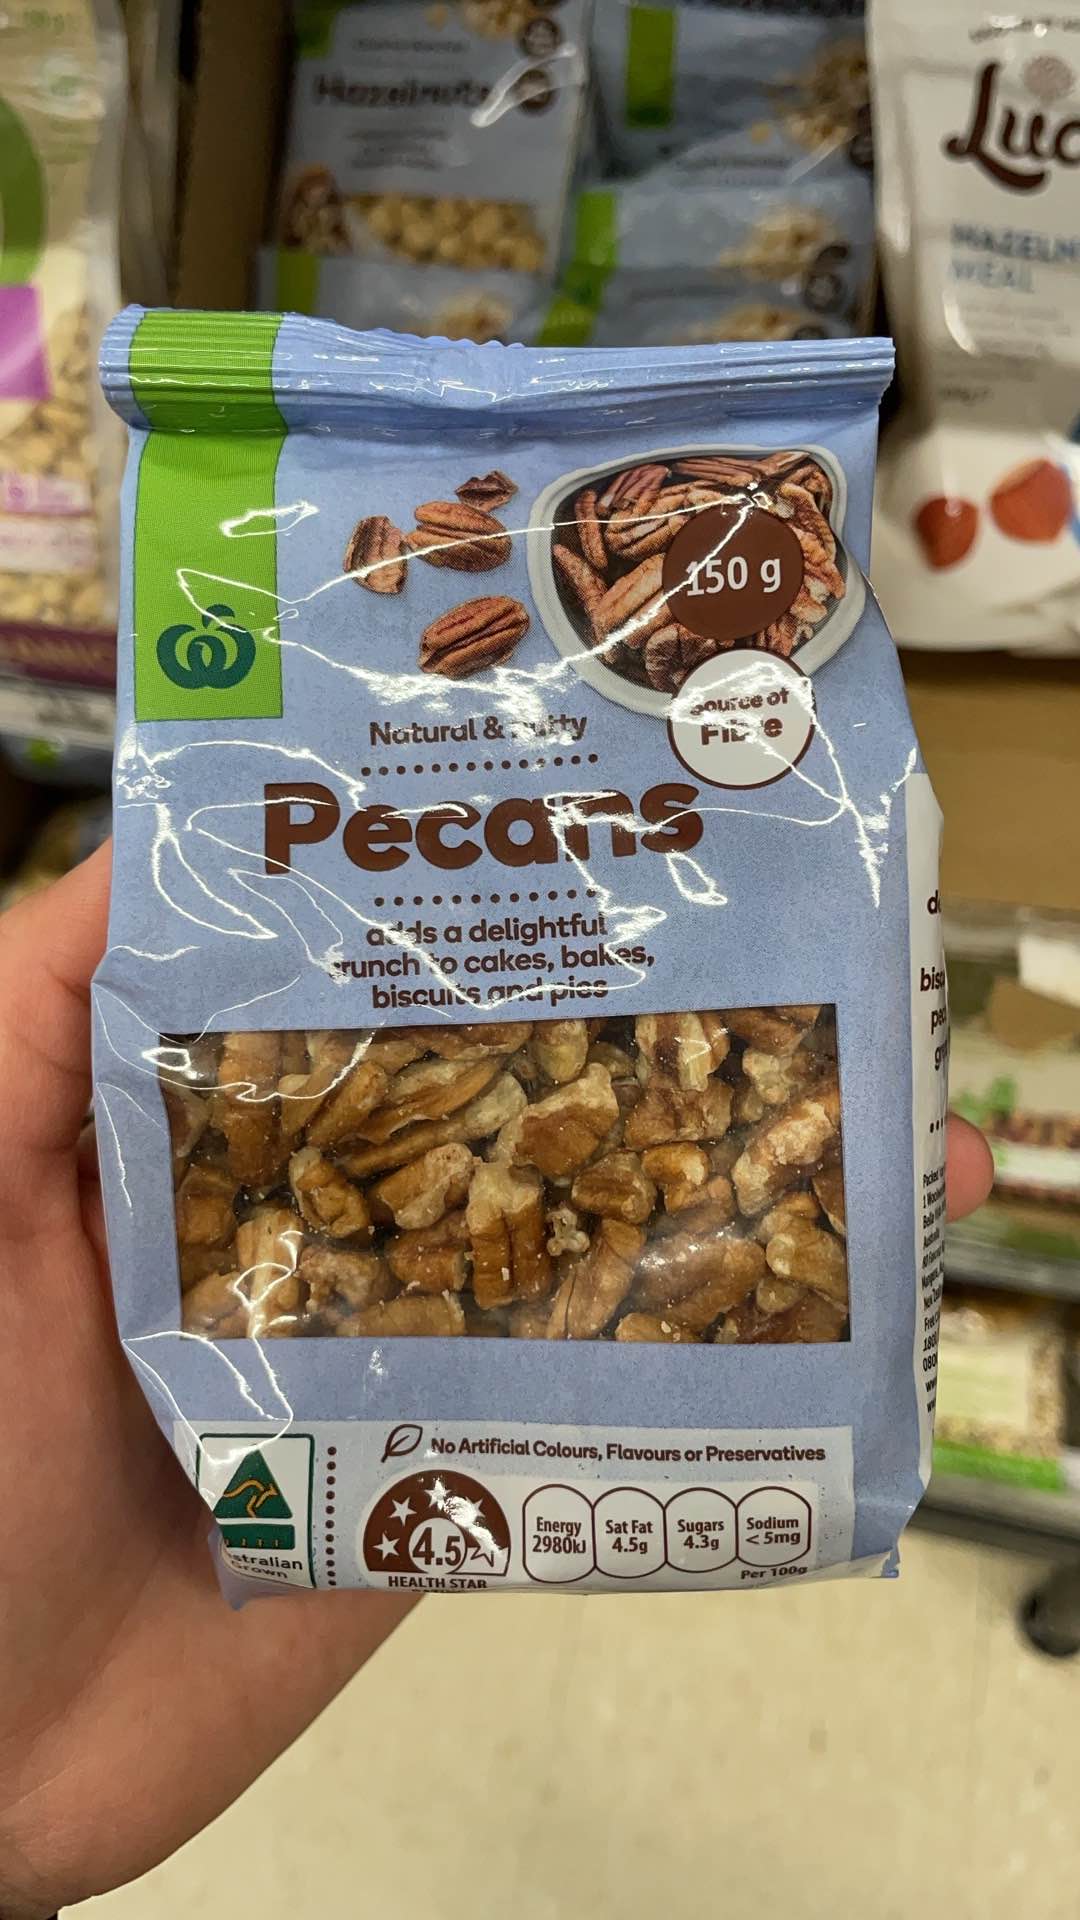 Hazelnuts
Luc
HAZELN
MEAL
150 g
source of
Fibre
Natural & nutty
Pecans
adds a delightful
crunch to cakes, bakes,
biscuits and pies
Australian
Grown
No Artificial Colours, Flavours or Preservatives
4.5
HEALTH STAR
Energy
2980kJ
Sat Fat
4.5g
Sugars
4.3g
Sodium
< 5mg
Per 100g